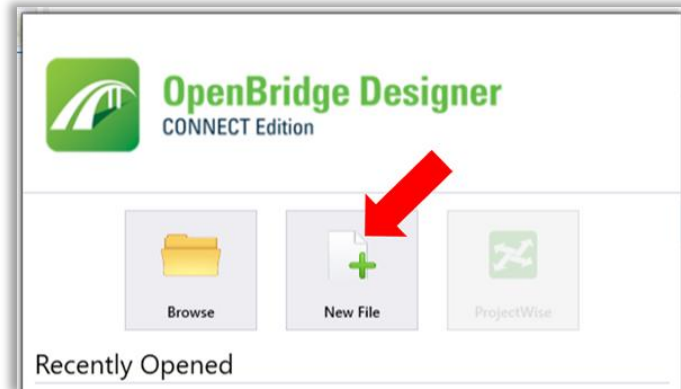 OpenBridge Designer
CONNECT Edition
Browse
New File
ProjectWise
Recently Opened